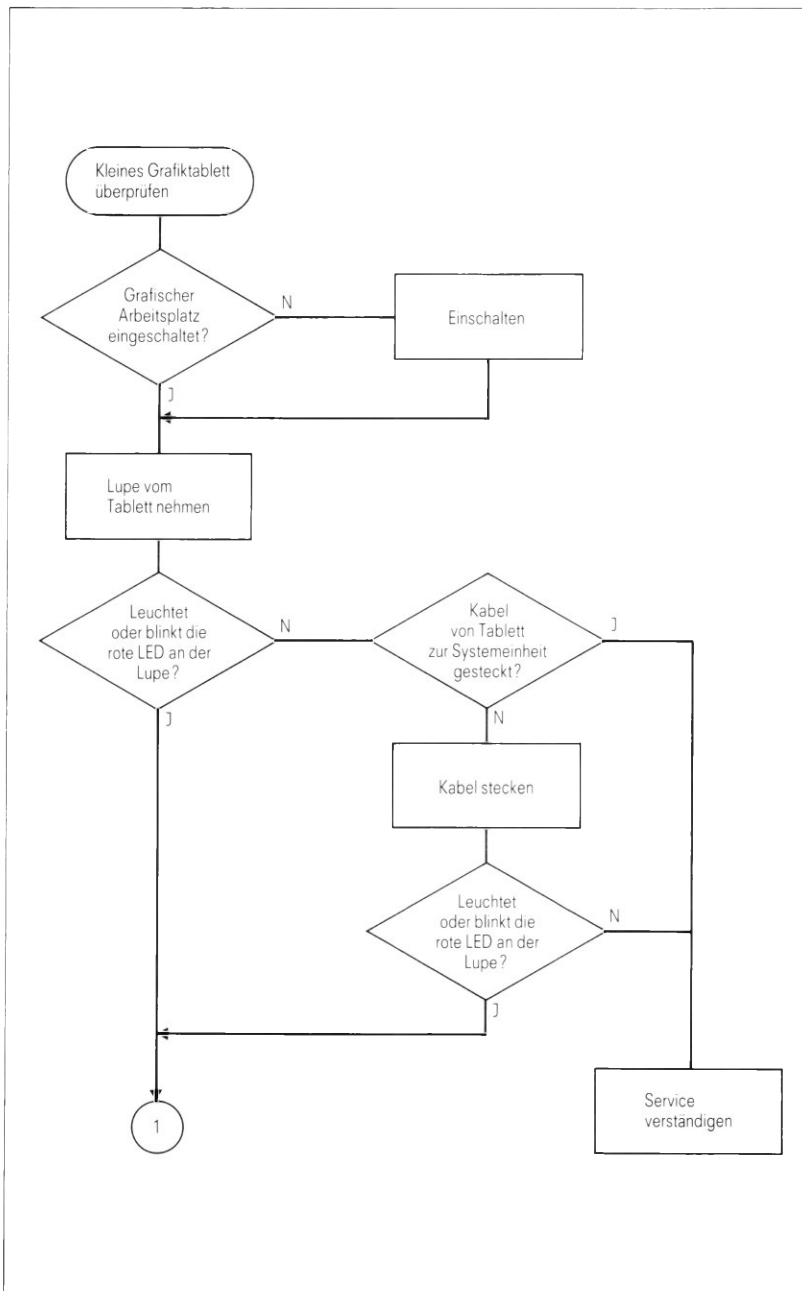 Kleines Grafiktablett
überprüfen
Grafischer
Arbeitsplatz
eingeschaltet?
N
Einschalten
J
Lupe vom
Tablett nehmen
Leuchtet
oder blinkt die
rote LED an der
Lupe?
N
Kabel
von Tablett
zur Systemeinheit
gesteckt?
J
J
N
Kabel stecken
Leuchtet
oder blinkt die
rote LED an der
Lupe?
N
J
1
Service
verständigen